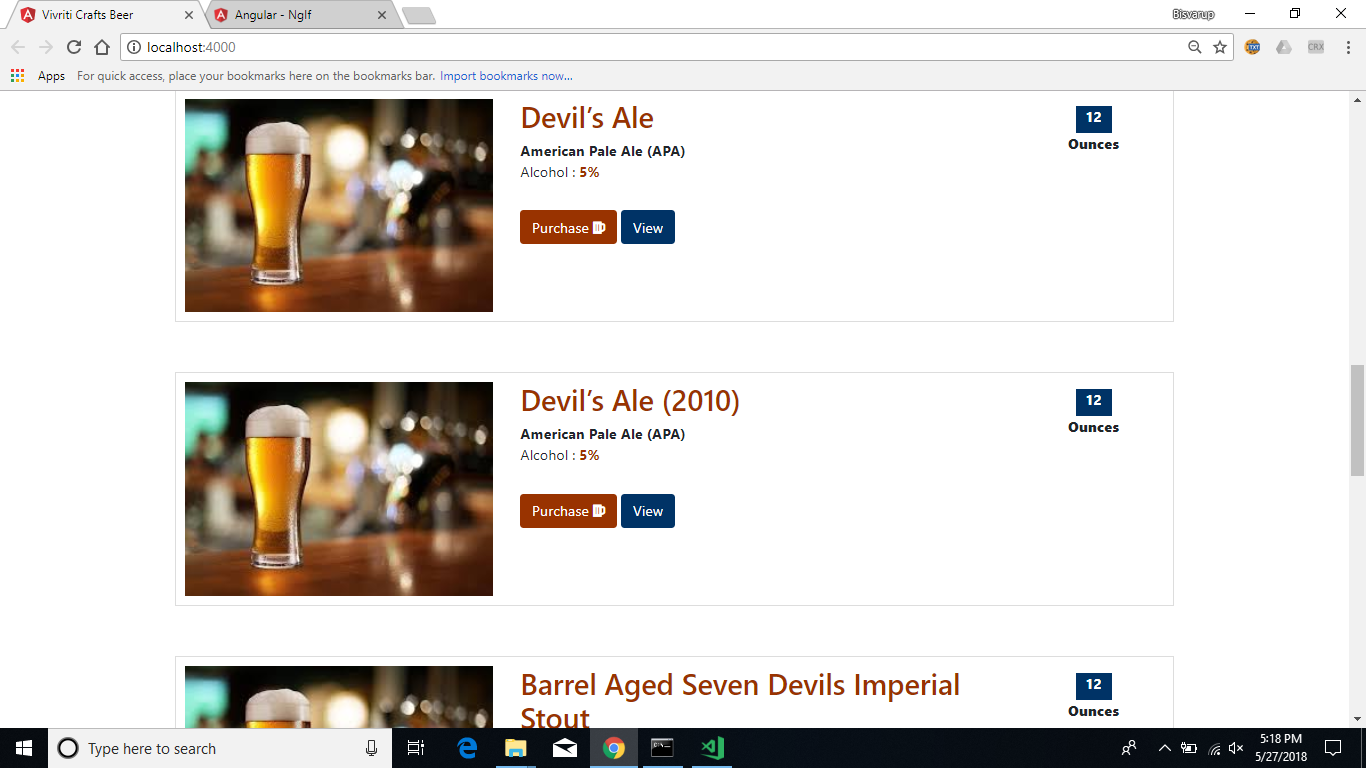 Vivriti Crafts Beer
Angular - NgIf
Bisvarup
localhost:4000
TXT
CRX
Apps
For quick access, place your bookmarks here on the bookmarks bar. Import bookmarks now...
Devil’s Ale
American Pale Ale (APA)
Alcohol : 5%
Purchase
View
12
Ounces
Devil’s Ale (2010)
American Pale Ale (APA)
Alcohol : 5%
Purchase
View
12
Ounces
Barrel Aged Seven Devils Imperial
Stout
12
Ounces
Type here to search
5:18 PM
5/27/2018